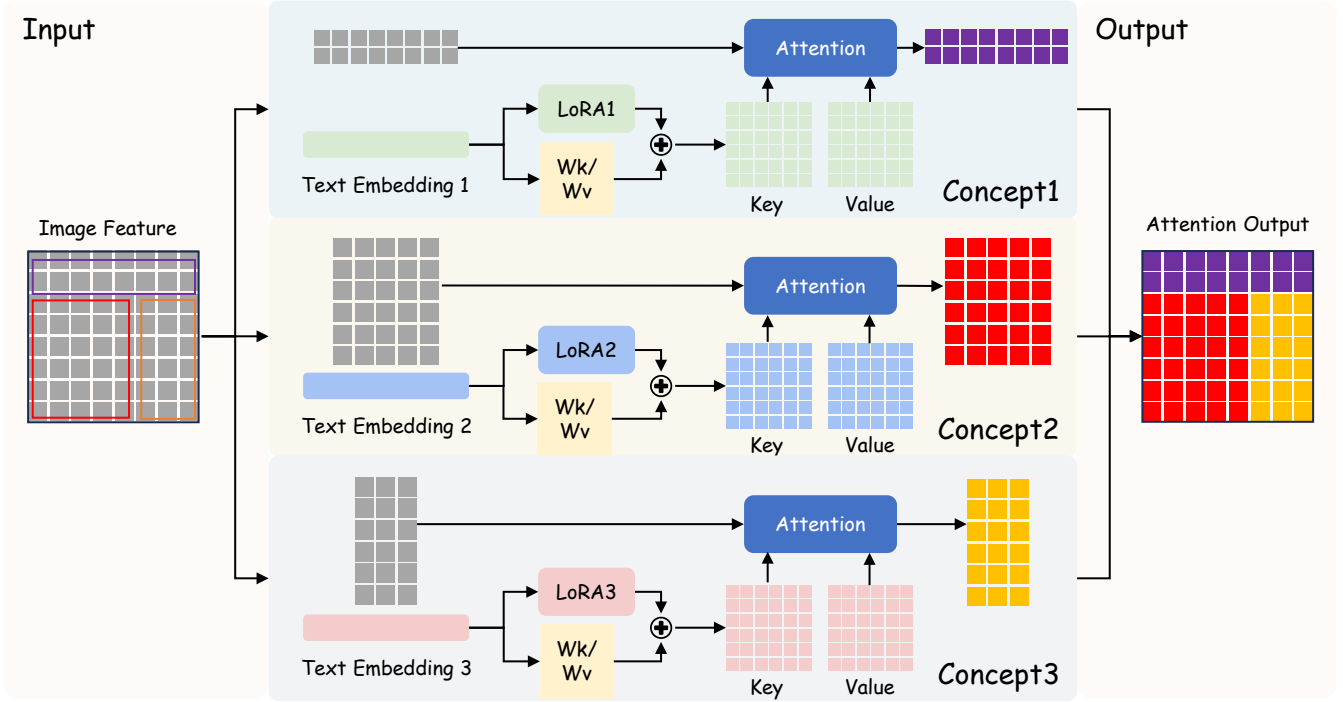 Input
Output
Attention
LoRA1
Wk/
Wv
Text Embedding 1
Key
Value
Concept1
Image Feature
Attention Output
Attention
LoRA2
Wk/
Wv
Text Embedding 2
Key
Value
Concept2
Attention
LoRA3
Wk/
Wv
Text Embedding 3
Key
Value
Concept3